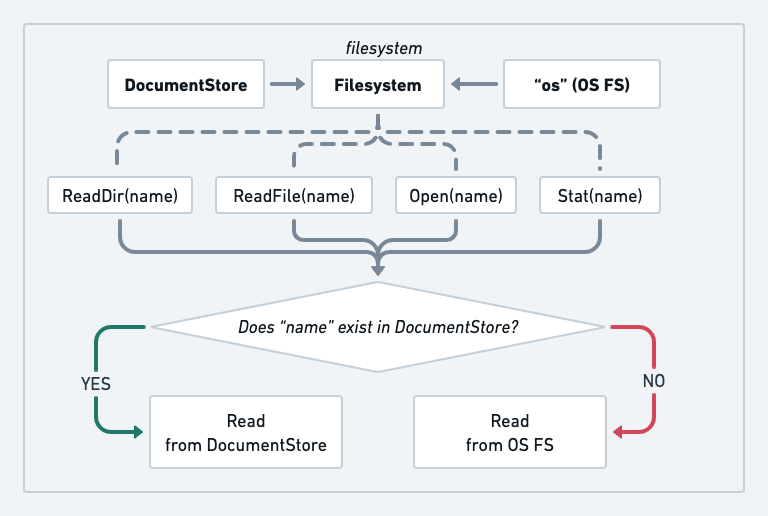 filesystem
DocumentStore
Filesystem
“os” (OS FS)
ReadDir(name)
ReadFile(name)
Open(name)
Stat(name)
Does “name” exist in DocumentStore?
YES
NO
Read
from DocumentStore
Read
from OS FS